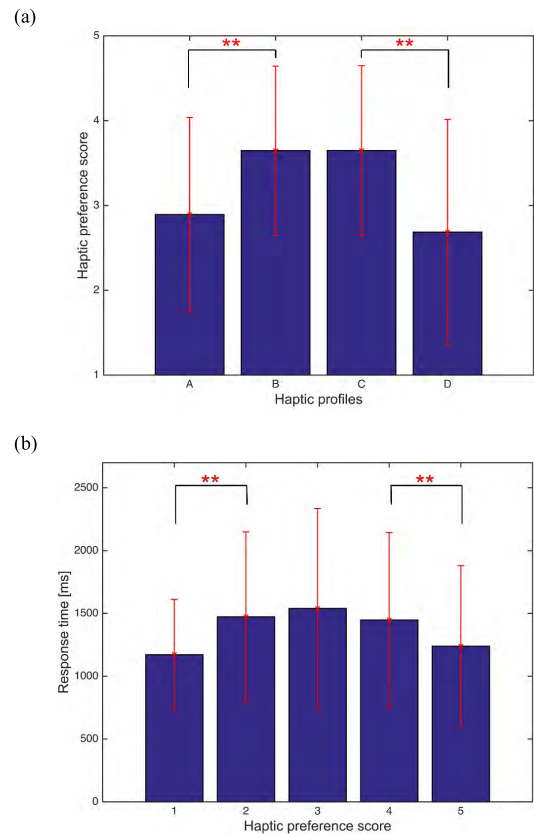 (a)
5
4
3
2
1
Haptic preference score
** **
A B C D
Haptic profiles
(b)
2500
2000
1500
1000
500
0
Response time [ms]
** **
1 2 3 4 5
Haptic preference score